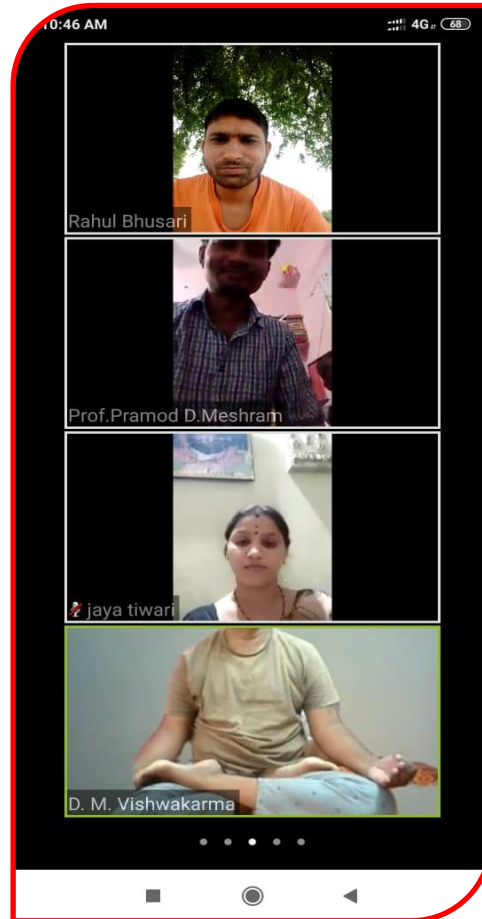 10:46 AM 4G 68
Rahul Bhusari
Prof.Pramod D.Meshram
jaya tiwari
D. M. Vishwakarma